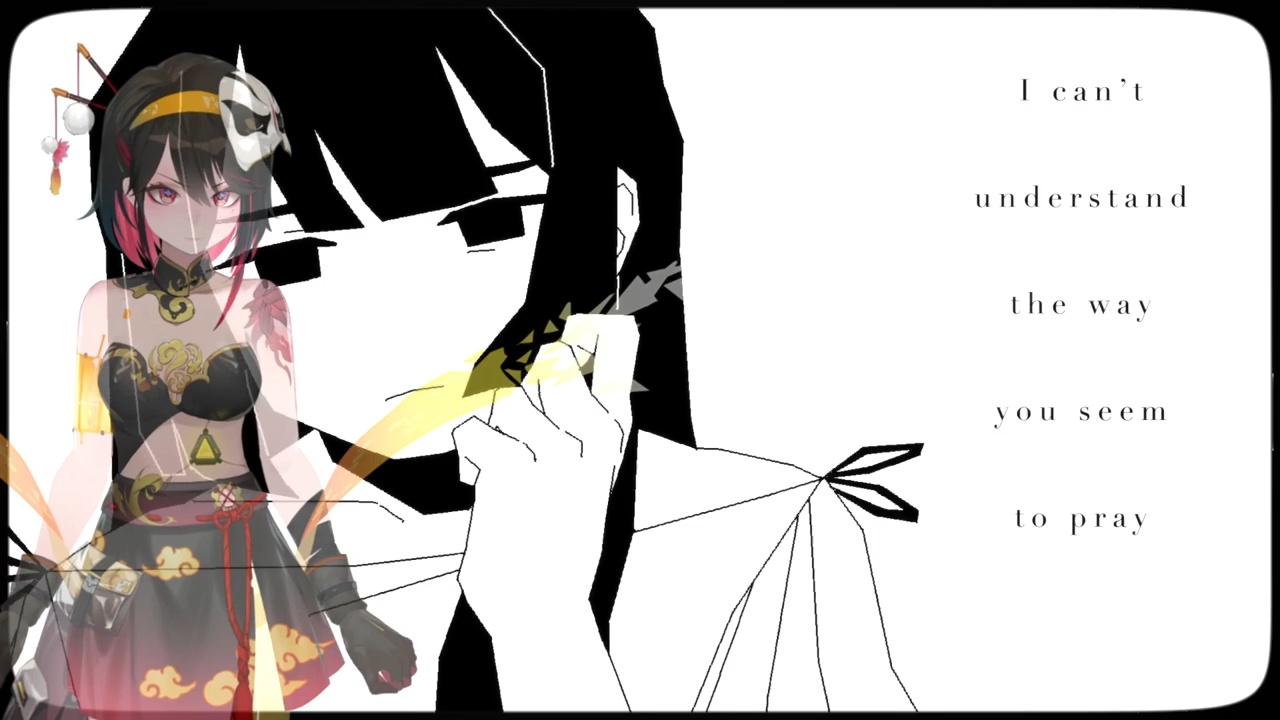 I can’t
understand
the way
you seem
to pray